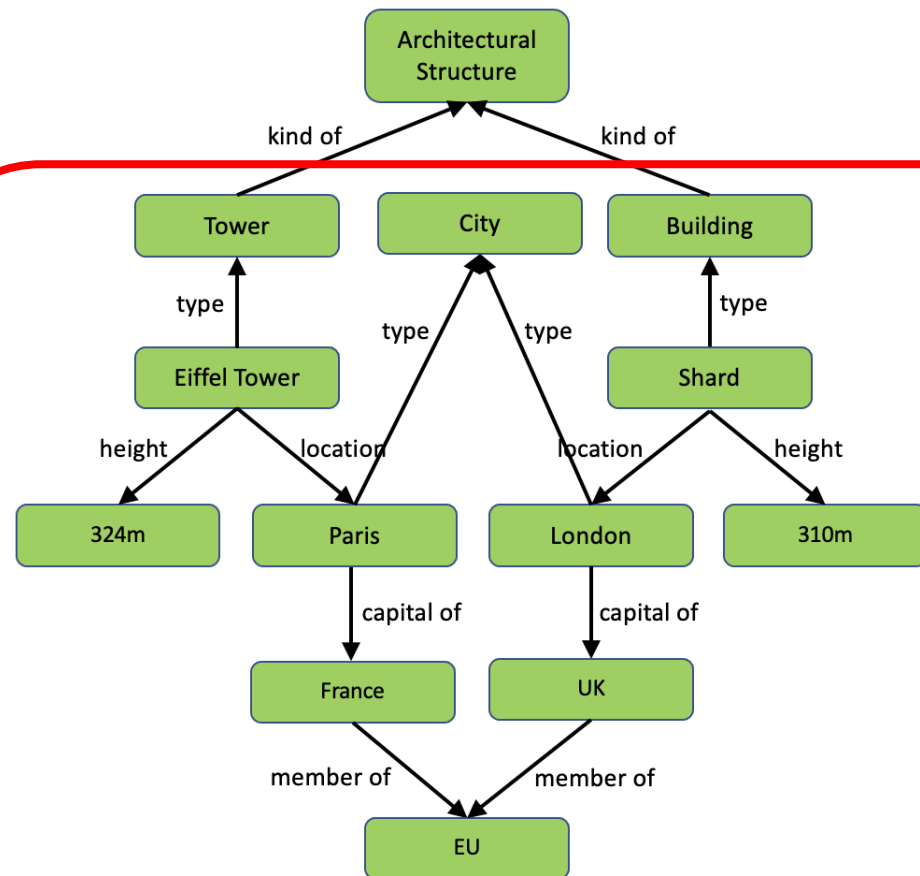 Architectural
Structure
kind of
kind of
Tower
City
Building
type
type
type
type
Eiffel Tower
Shard
height
location
location
height
324m
Paris
London
310m
capital of
capital of
France
UK
member of
member of
EU